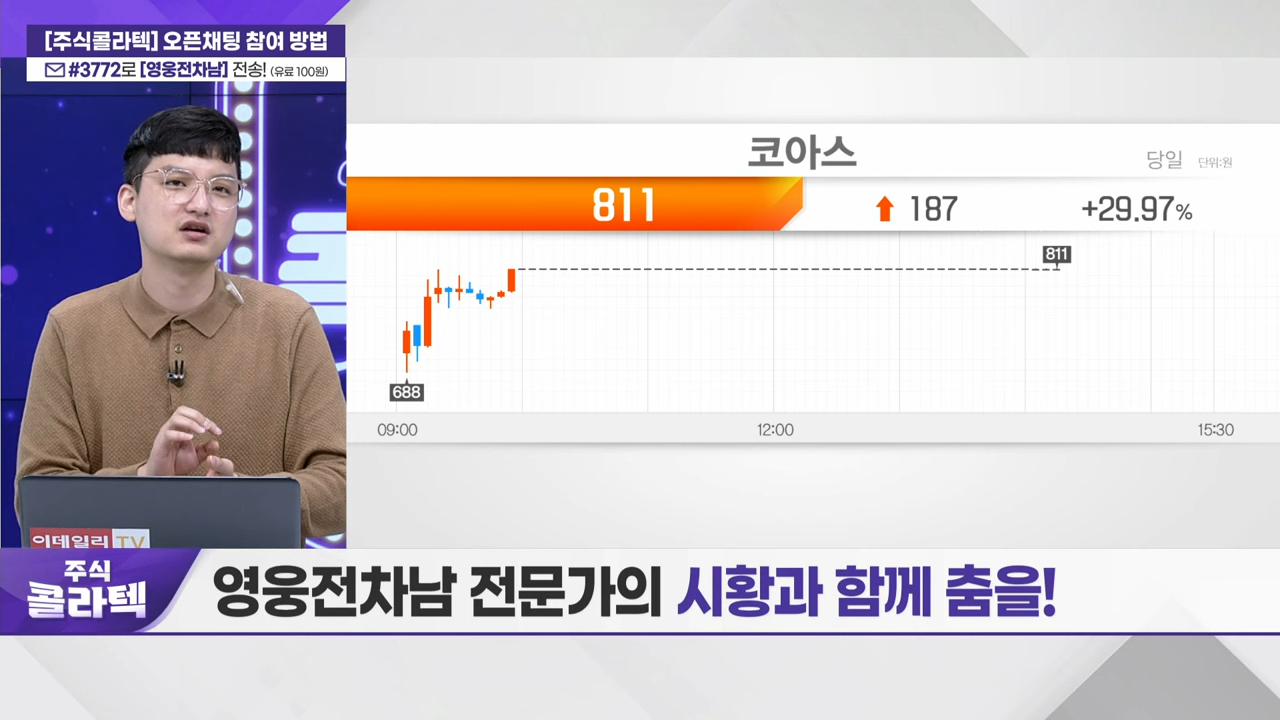 [주식콜라텍] 오픈채팅 참여 방법
#3772로 [영웅전차남] 전송! (유료 100원)
코아스
당일 단위:원
811 187 +29.97%
811
688
09:00 12:00 15:30
이데일리 TV
주식
콜라텍
영웅전차남 전문가의 시황과 함께 춤을!